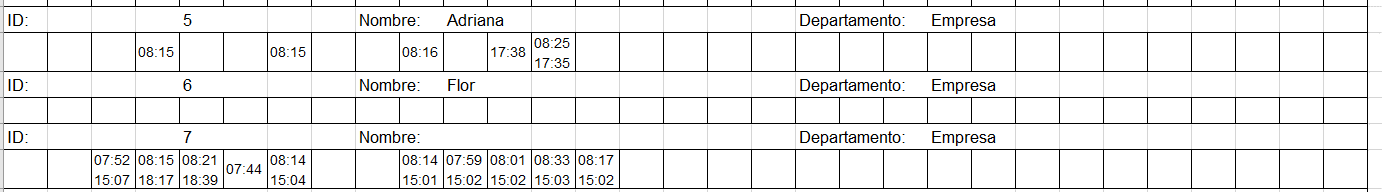 ID: 5 Nombre: Adriana Departamento: Empresa
08:15 08:15 08:16 17:38 08:25
17:35
ID: 6 Nombre: Flor Departamento: Empresa
ID: 7 Nombre: Departamento: Empresa
07:52 08:15 08:21 07:44 08:14 08:14 07:59 08:01 08:33 08:17
15:07 18:17 18:39 15:04 15:01 15:02 15:02 15:03 15:02